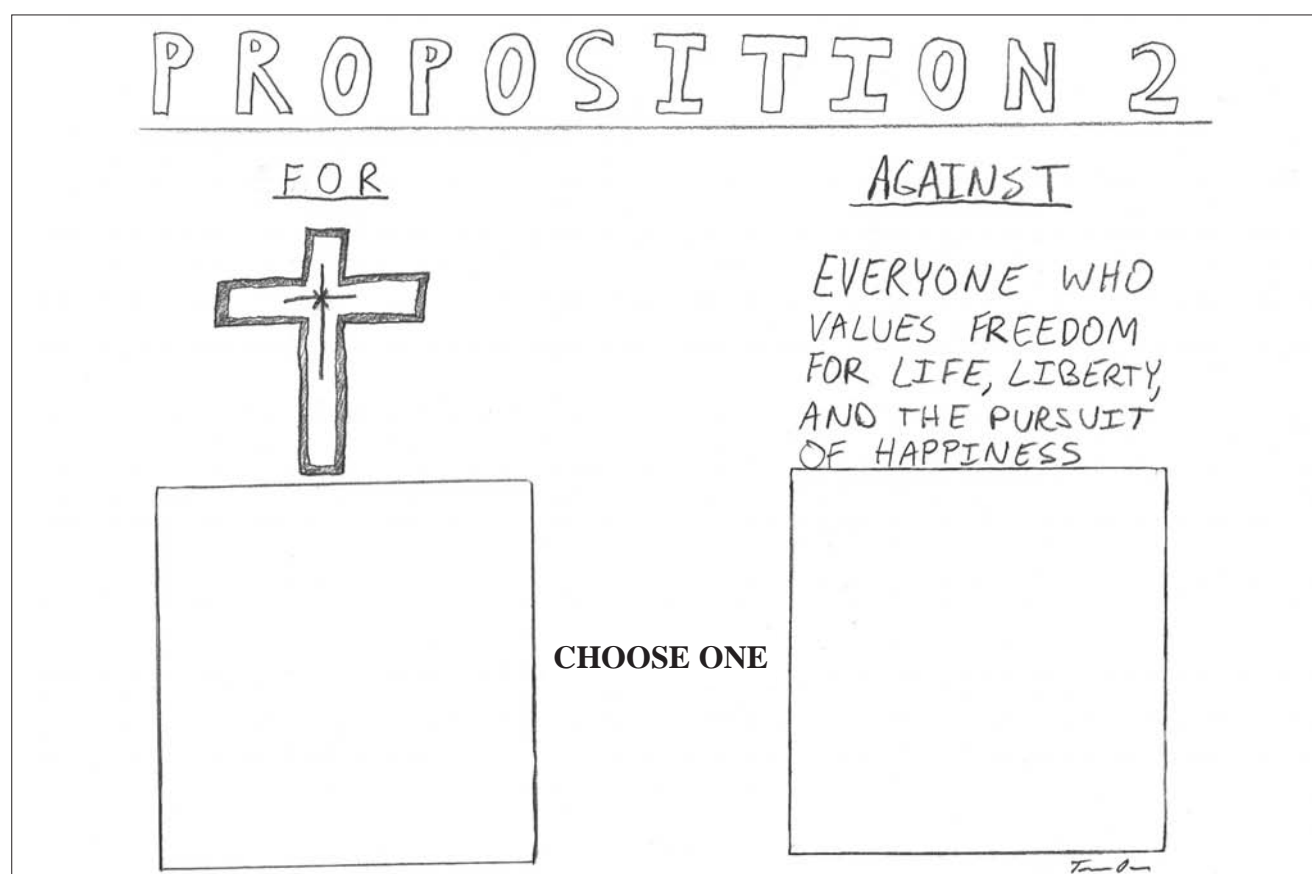 PROPOSITION 2
FOR
AGAINST
EVERYONE WHO
VALUES FREEDOM
FOR LIFE, LIBERTY,
AND THE PURSUIT
OF HAPPINESS
CHOOSE ONE